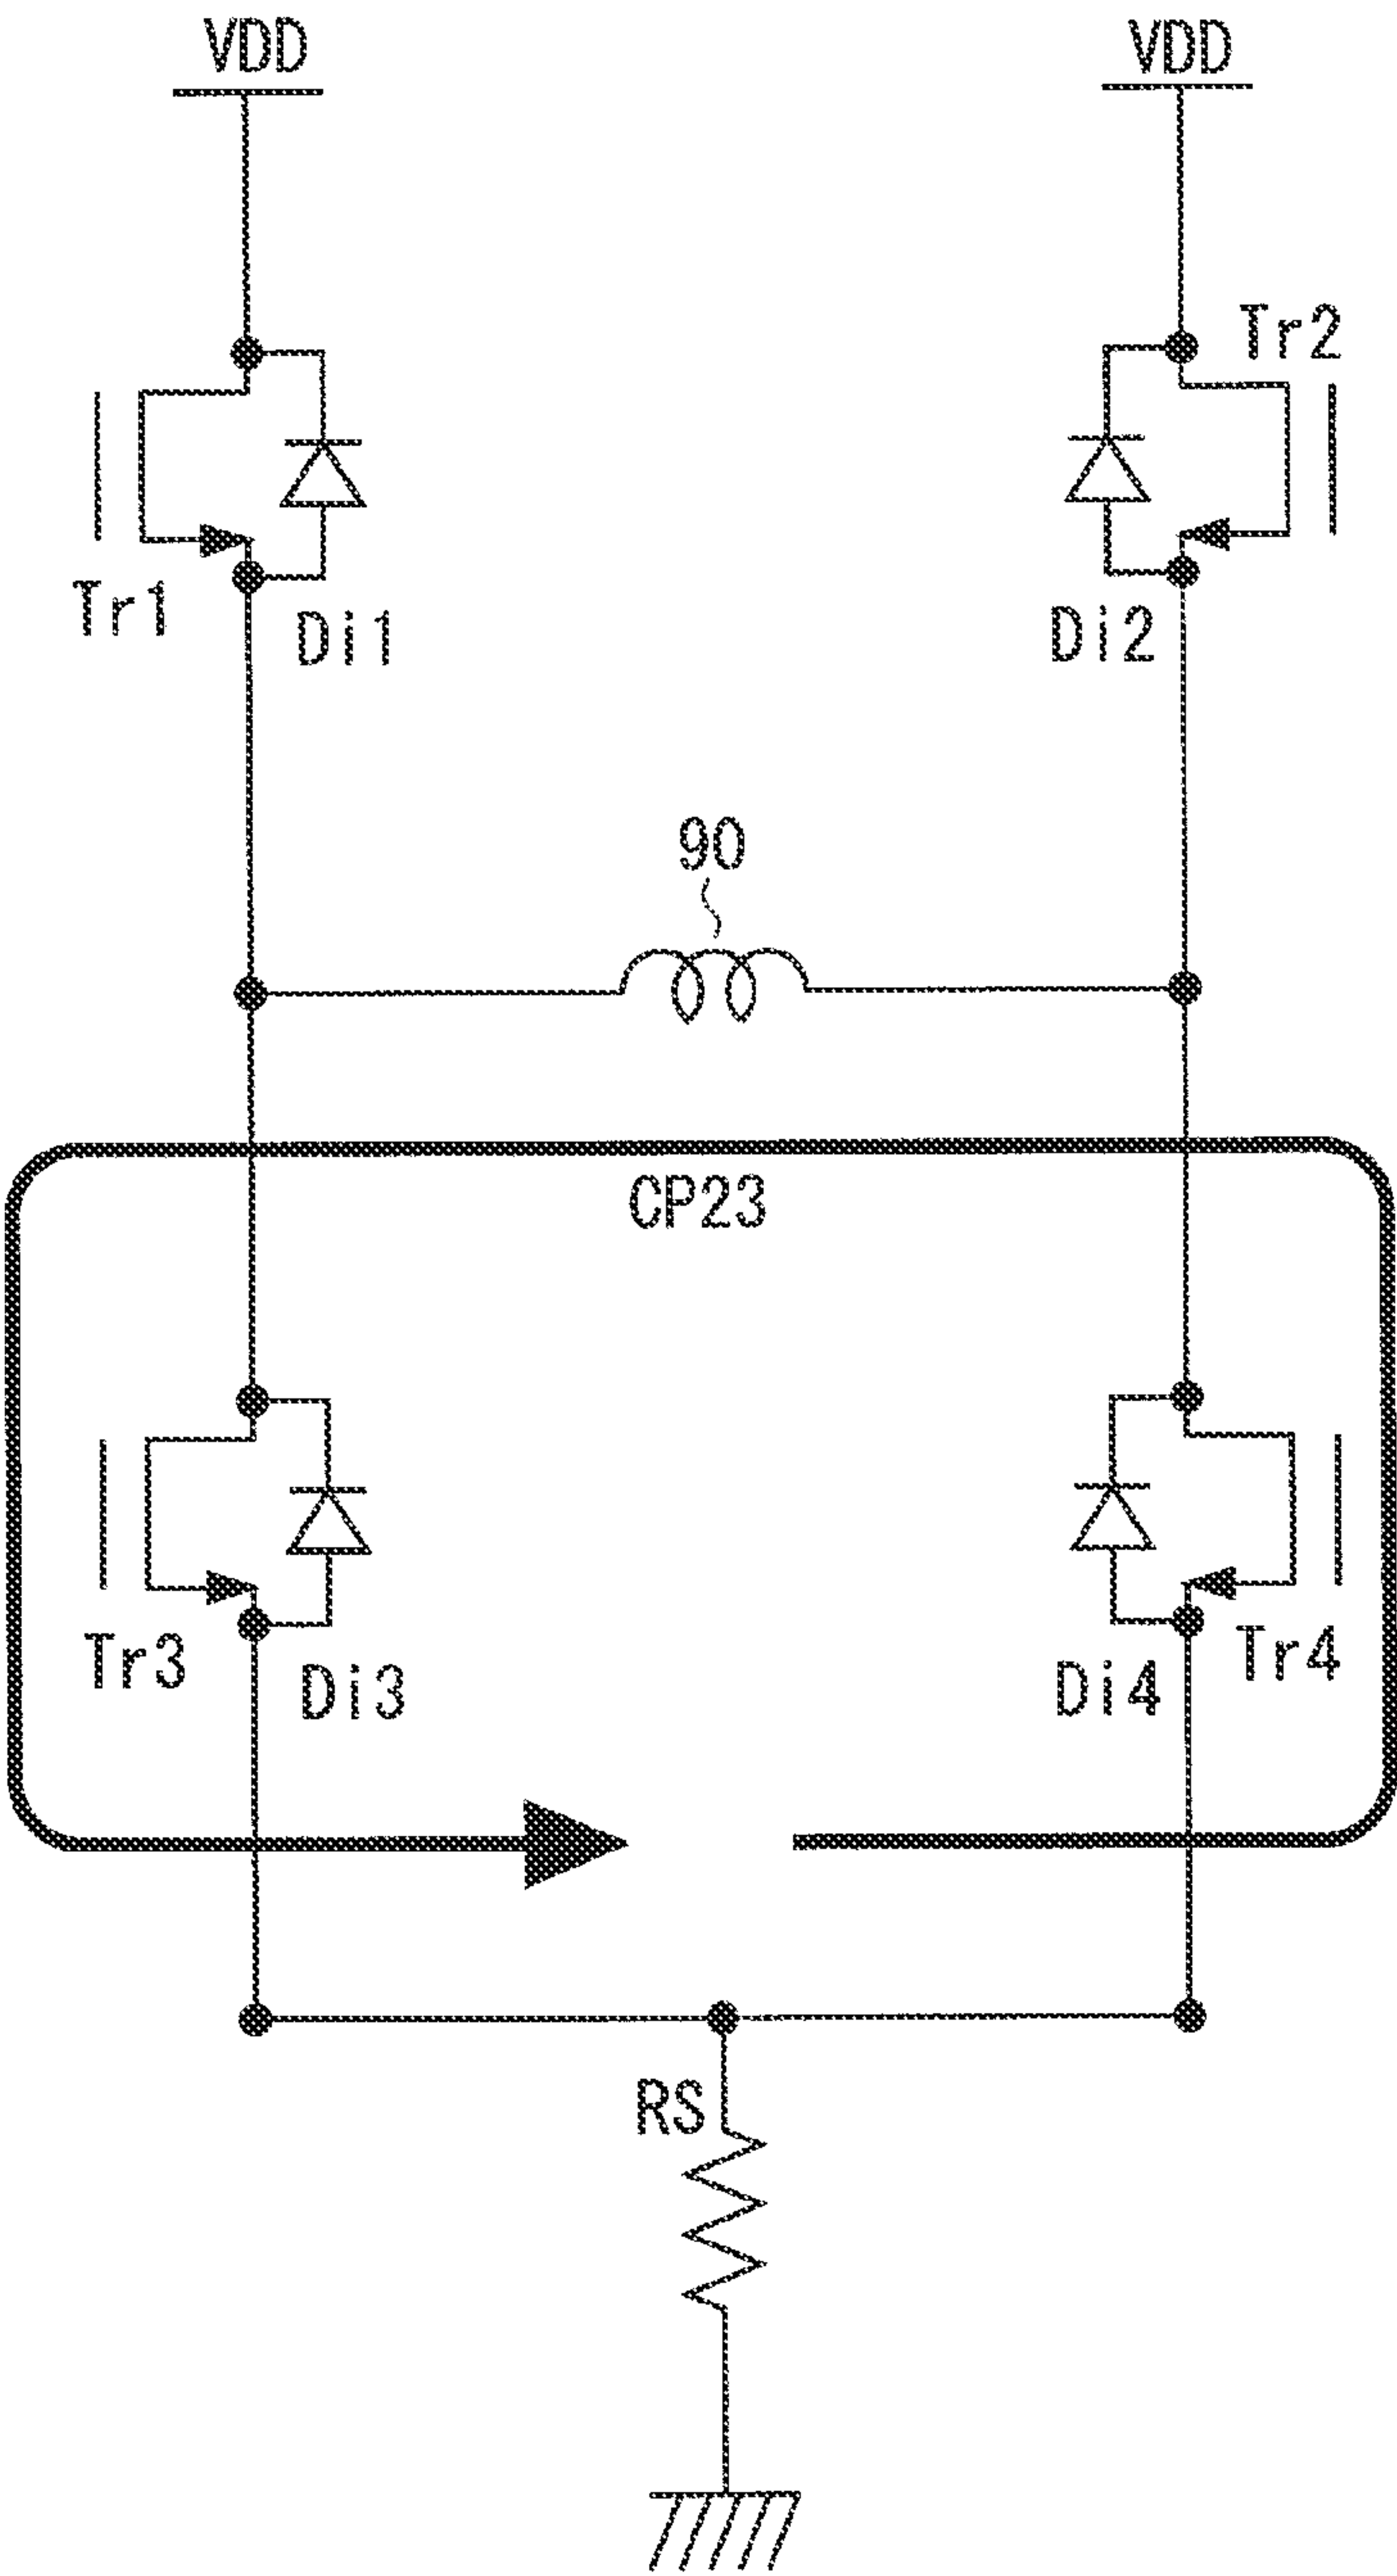 VDD
VDD
Tr2
Tr1
Di1
Di2
90
CP23
Tr3
Di3
Di4
Tr4
RS